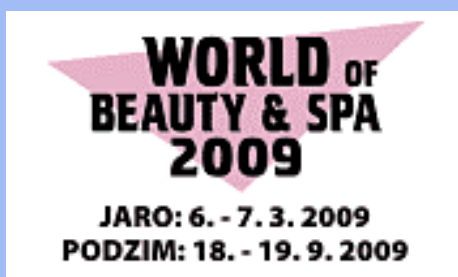 WORLD OF
BEAUTY & SPA
2009
JARO: 6. - 7. 3. 2009
PODZIM: 18. - 19. 9. 2009